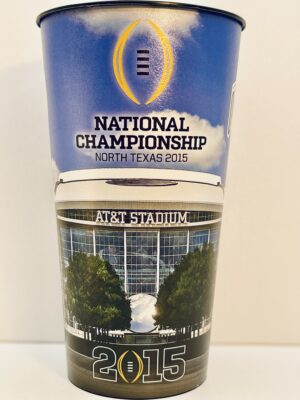 NATIONAL
CHAMPIONSHIP
NORTH TEXAS 2015
AT&T STADIUM
2015